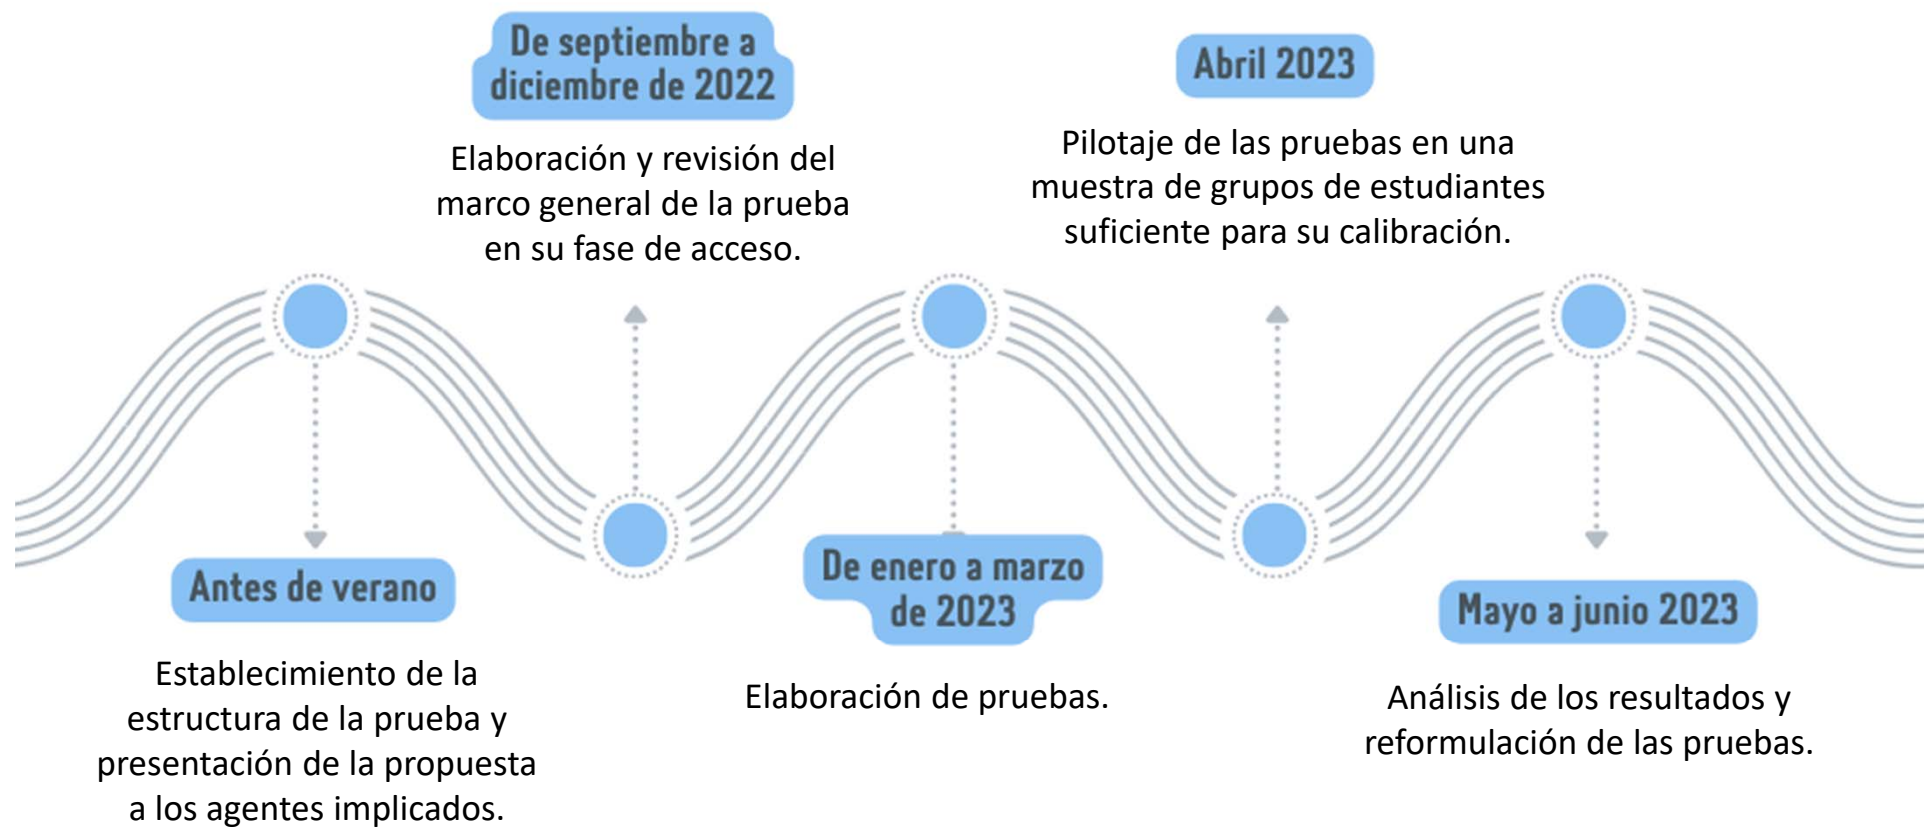 Antes de verano
Establecimiento de la
estructura de la prueba y
presentación de la propuesta
a los agentes implicados.
De septiembre a
diciembre de 2022
Elaboración y revisión del
marco general de la prueba
en su fase de acceso.
De enero a marzo
de 2023
Elaboración de pruebas.
Abril 2023
Pilotaje de las pruebas en una
muestra de grupos de estudiantes
suficiente para su calibración.
Mayo a junio 2023
Análisis de los resultados y
reformulación de las pruebas.